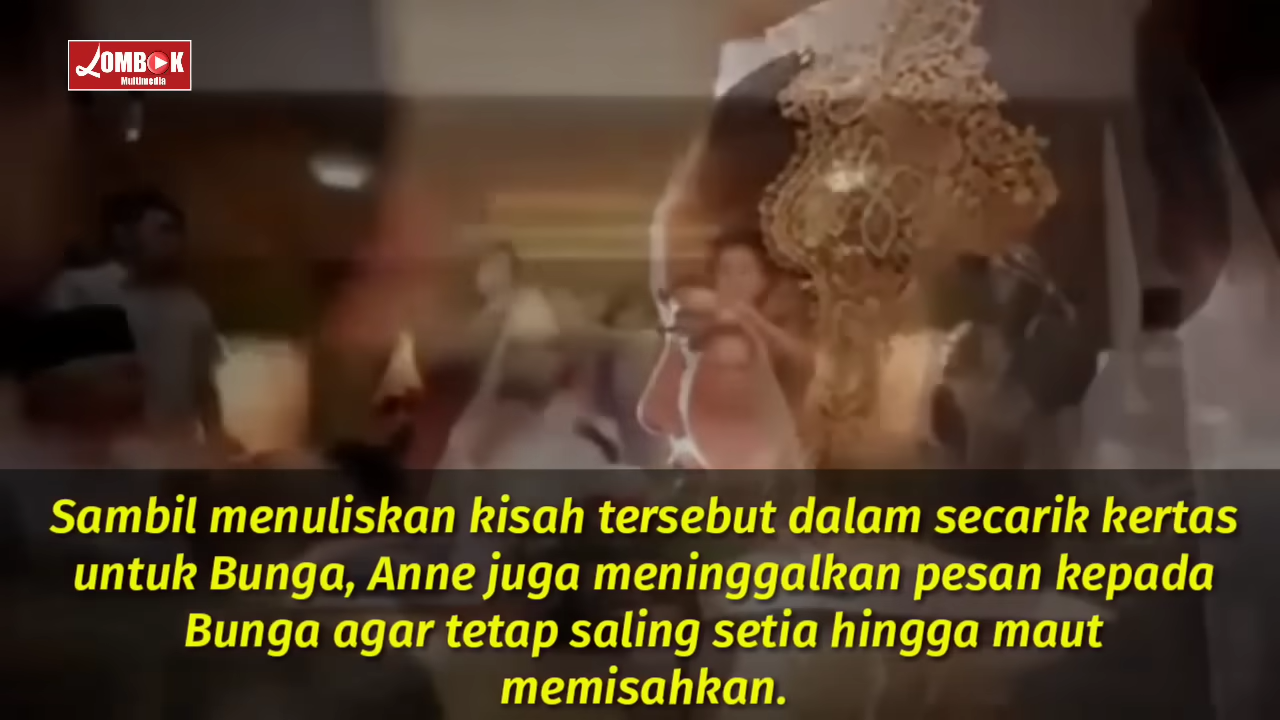 LOMBOK
Multimedia
Sambil menuliskan kisah tersebut dalam secarik kertas
untuk Bunga, Anne juga meninggalkan pesan kepada
Bunga agar tetap saling setia hingga maut
memisahkan.